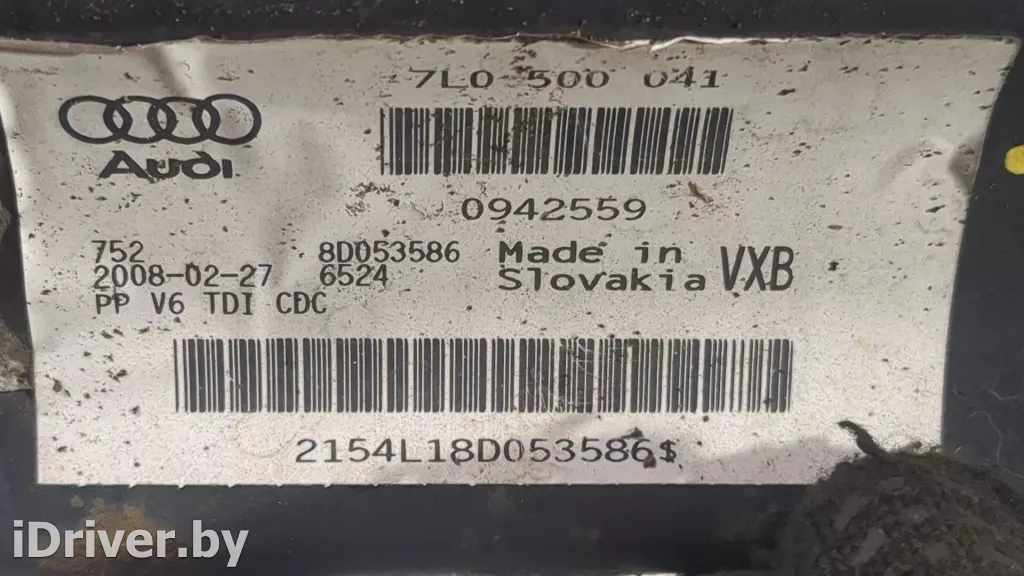 7L0 500 041
Audi
0942559
752 8D053586 Made in
2008-02-27 6524 Slovakia VXB
PP V6 TDI CDC
2154L18D053586$
iDriver.by